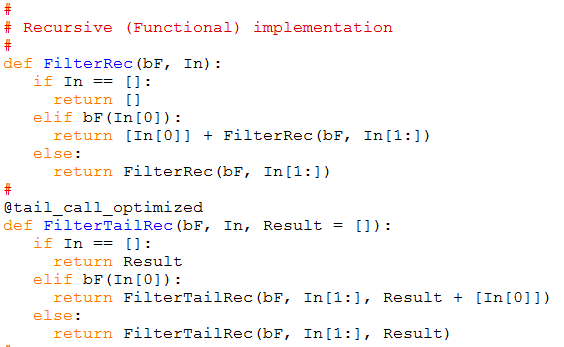 #
# Recursive (Functional) implementation
#
def FilterRec(bF, In):
   if In == []:
     return []
   elif bF(In[0]):
     return [In[0]] + FilterRec(bF, In[1:])
   else:
     return FilterRec(bF, In[1:])
#
@tail_call_optimized
def FilterTailRec(bF, In, Result = []):
   if In == []:
     return Result
   elif bF(In[0]):
     return FilterTailRec(bF, In[1:], Result + [In[0]])
   else:
     return FilterTailRec(bF, In[1:], Result)